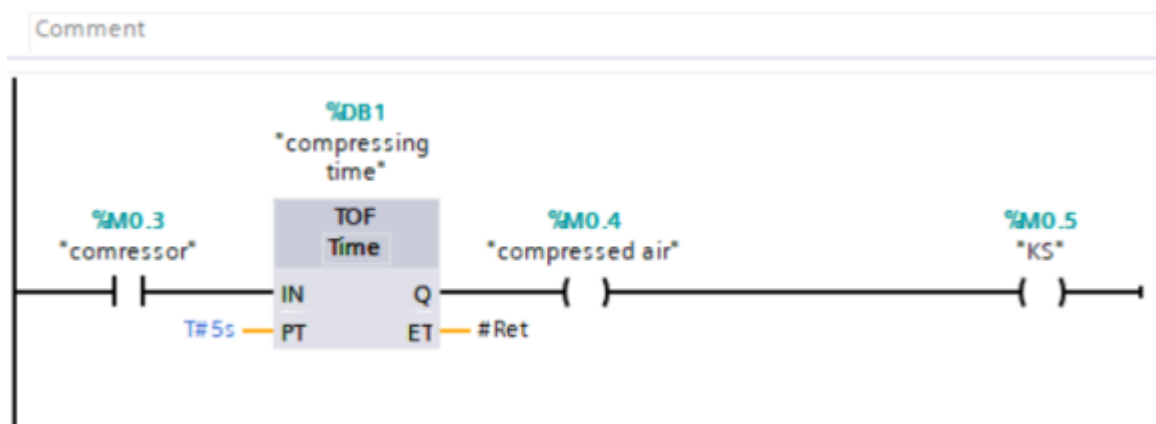 Comment
%DB1
"compressing
time"
%M0.3
"comressor"
TOF
Time
%M0.4
"compressed air"
%M0.5
"KS"
IN
Q
T#5s
PT
ET
#Ret